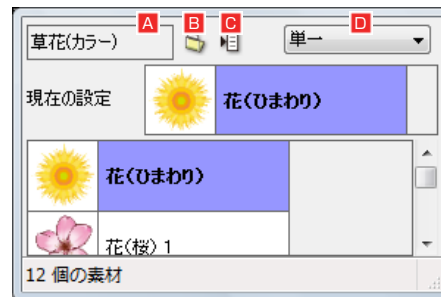 A B C D
草花(カラー) 単一
現在の設定 花(ひまわり)
花(ひまわり)
花(桜) 1
12 個の素材